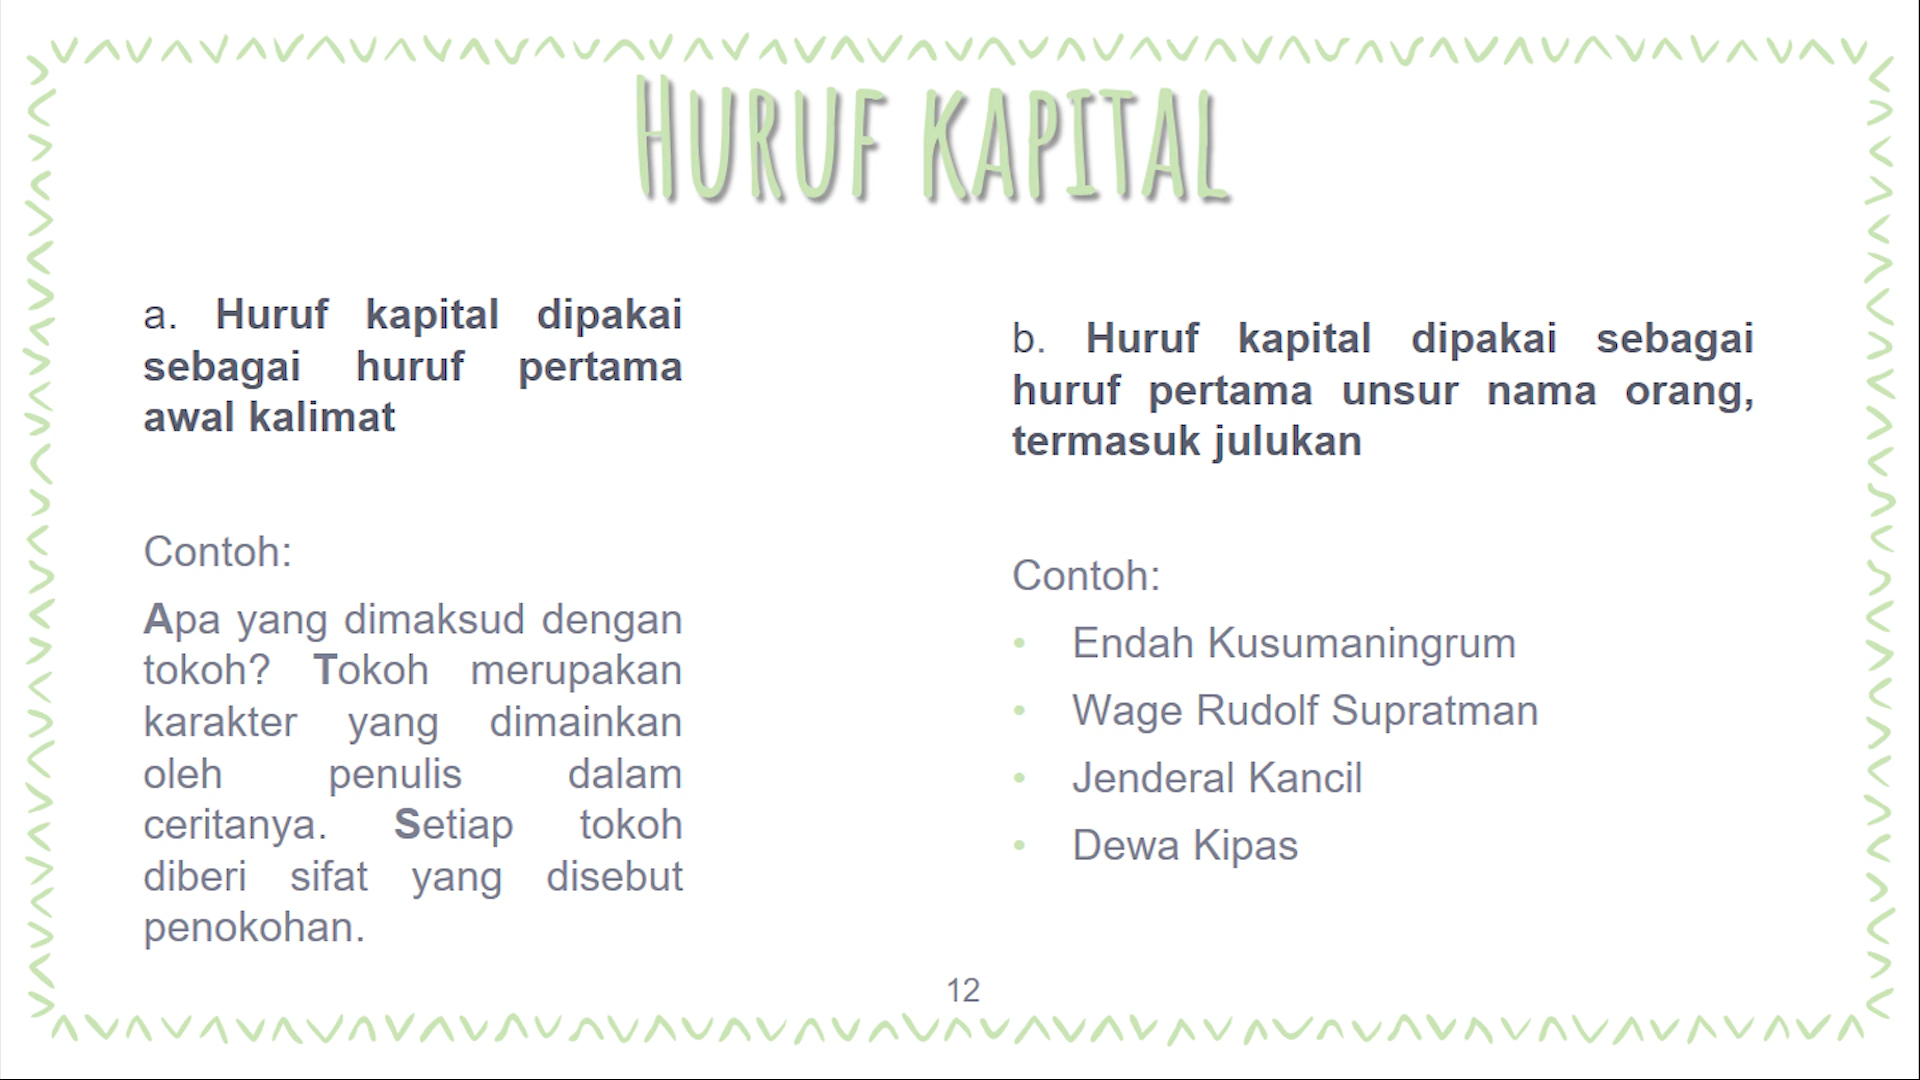 Huruf kapital
a. Huruf kapital dipakai
sebagai huruf pertama
awal kalimat
Contoh:
Apa yang dimaksud dengan
tokoh? Tokoh merupakan
karakter yang dimainkan
oleh penulis dalam
ceritanya. Setiap tokoh
diberi sifat yang disebut
penokohan.
b. Huruf kapital dipakai sebagai
huruf pertama unsur nama orang,
termasuk julukan
Contoh:
• Endah Kusumaningrum
• Wage Rudolf Supratman
• Jenderal Kancil
• Dewa Kipas
12